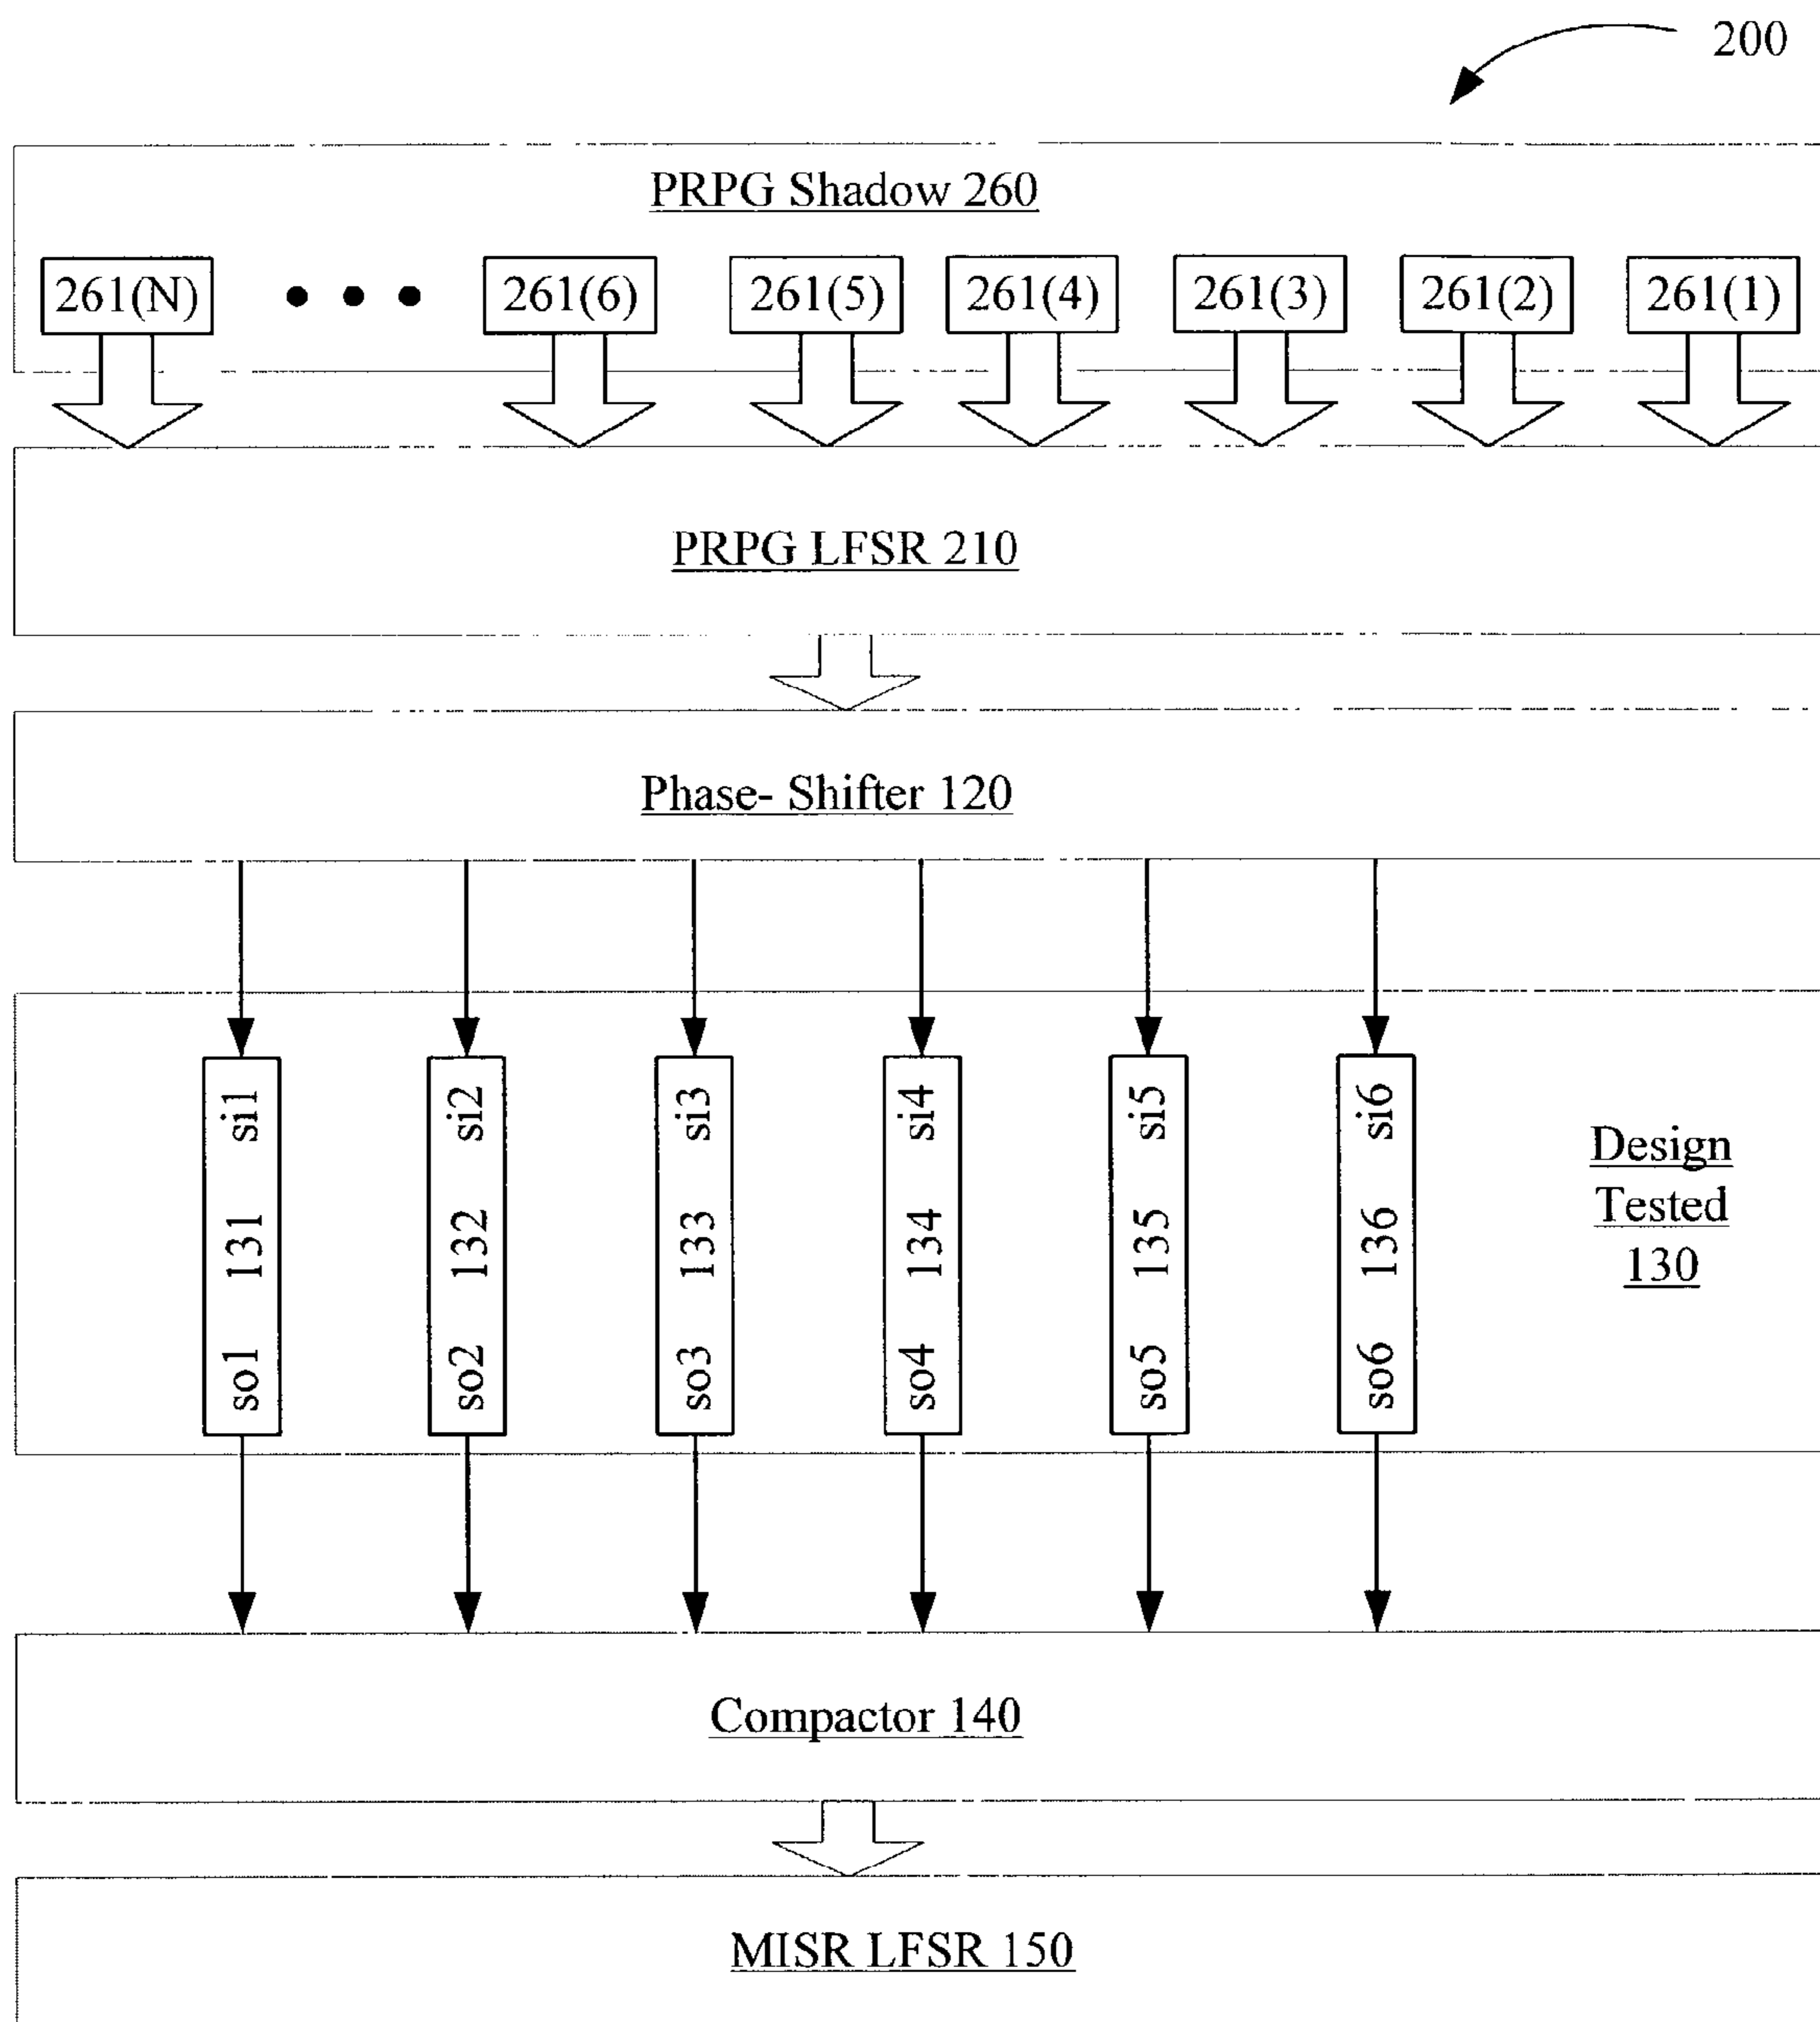 200
PRPG Shadow 260
261(N) 261(6) 261(5) 261(4) 261(3) 261(2) 261(1)
PRPG LFSR 210
Phase- Shifter 120
so1 131 si1
so2 132 si2
so3 133 si3
so4 134 si4
so5 135 si5
so6 136 si6
Design
Tested
130
Compactor 140
MISR LFSR 150